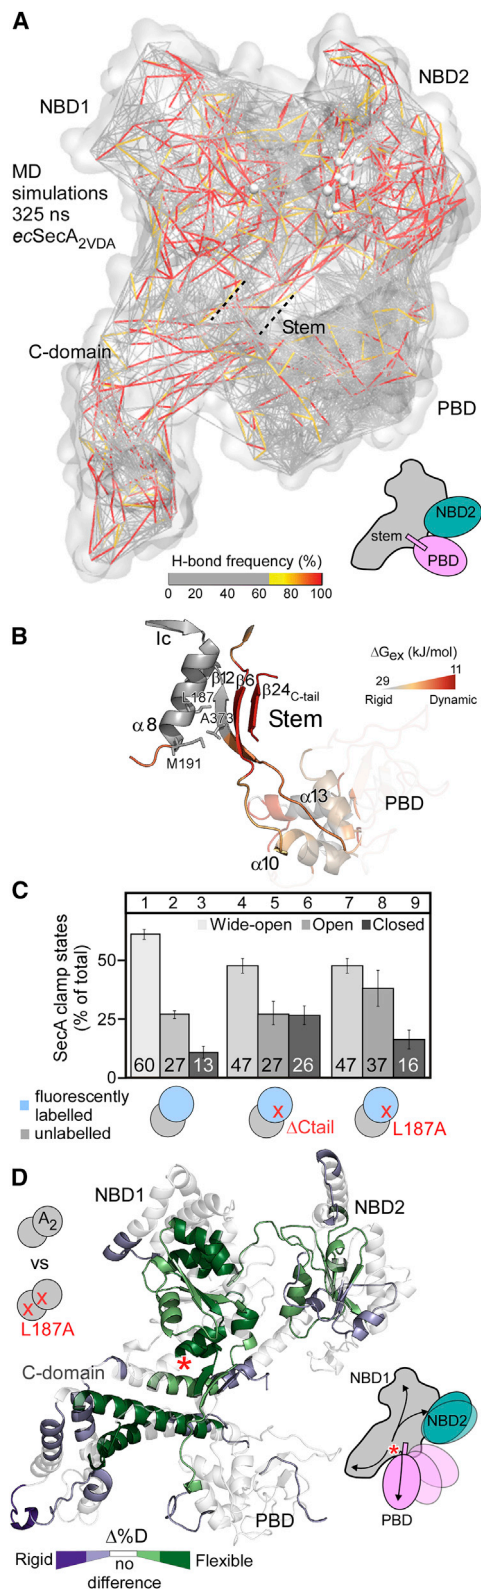 A
NBD1
NBD2
MD
simulations
325 ns
ecSecA2VDA
Stem
C-domain
PBD
NBD2
stem
PBD
H-bond frequency (%)
0 20 40 60 80 100
B
Ic
β12
β6
β24C-tail
L187
A373
Stem
α8
M191
α13
PBD
α10
ΔGex (kJ/mol)
29 11
Rigid Dynamic
C
1 2 3 4 5 6 7 8 9
Wide-open Open Closed
SecA clamp states
(% of total)
50
25
0
60 27 13 47 27 26 47 37 16
fluorescently
labelled
unlabelled
x
ΔCtail
x
L187A
D
NBD1
NBD2
A2
vs
x x
L187A
*
C-domain
PBD
NBD1
NBD2
*
PBD
Δ%D
Rigid no Flexible
difference